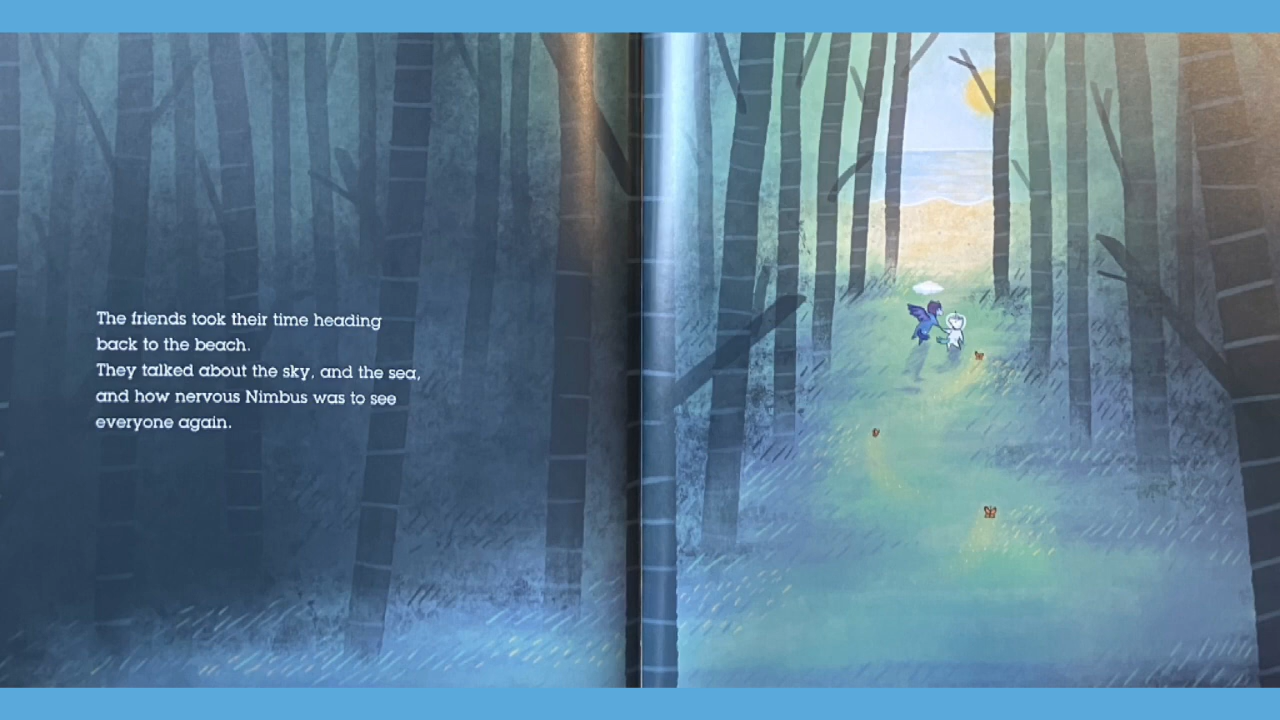 The friends took their time heading
back to the beach.
They talked about the sky, and the sea,
and how nervous Nimbus was to see
everyone again.